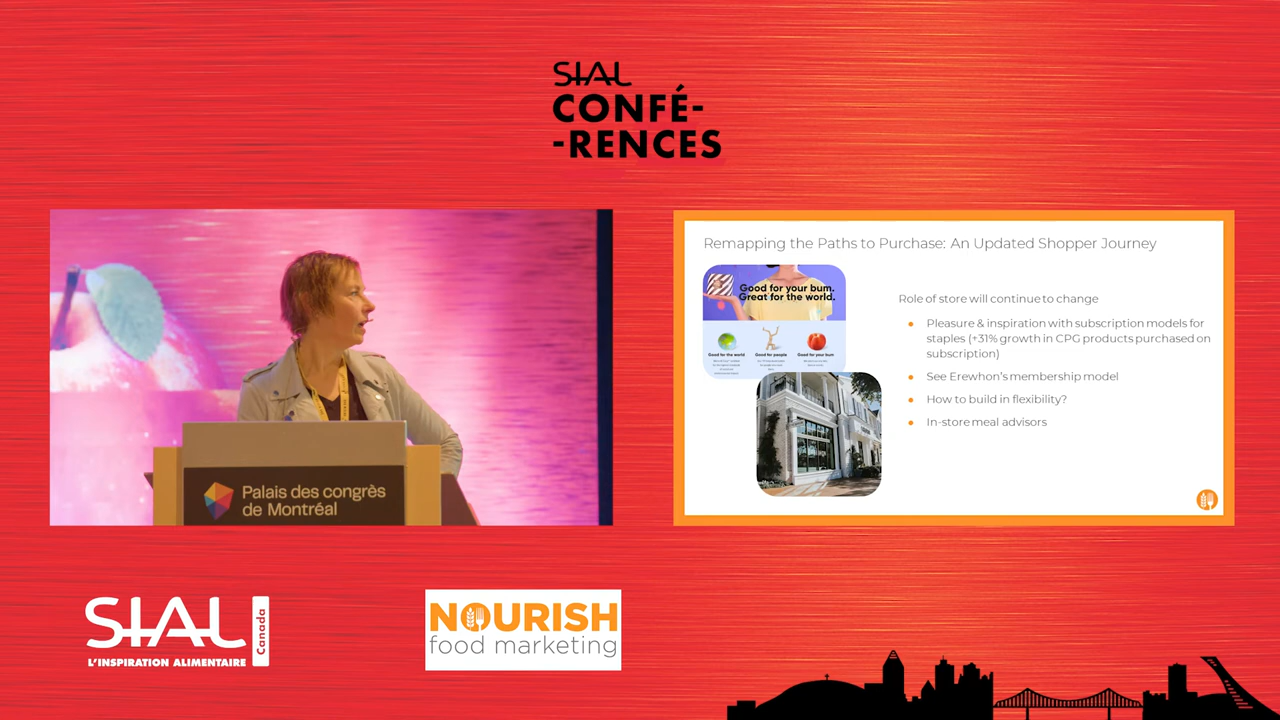 SIAL
CONFÉ-
-RENCES
Palais des congrès
de Montréal
Remapping the Paths to Purchase: An Updated Shopper Journey
Good for your bum.
Great for the world.
Good for the world
Good for people
Good for your bum
Role of store will continue to change
Pleasure & inspiration with subscription models for
staples (+31% growth in CPG products purchased on
subscription)
See Erewhon's membership model
How to build in flexibility?
In-store meal advisors
SIAL
Canada
L'INSPIRATION ALIMENTAIRE
NOURISH
food marketing